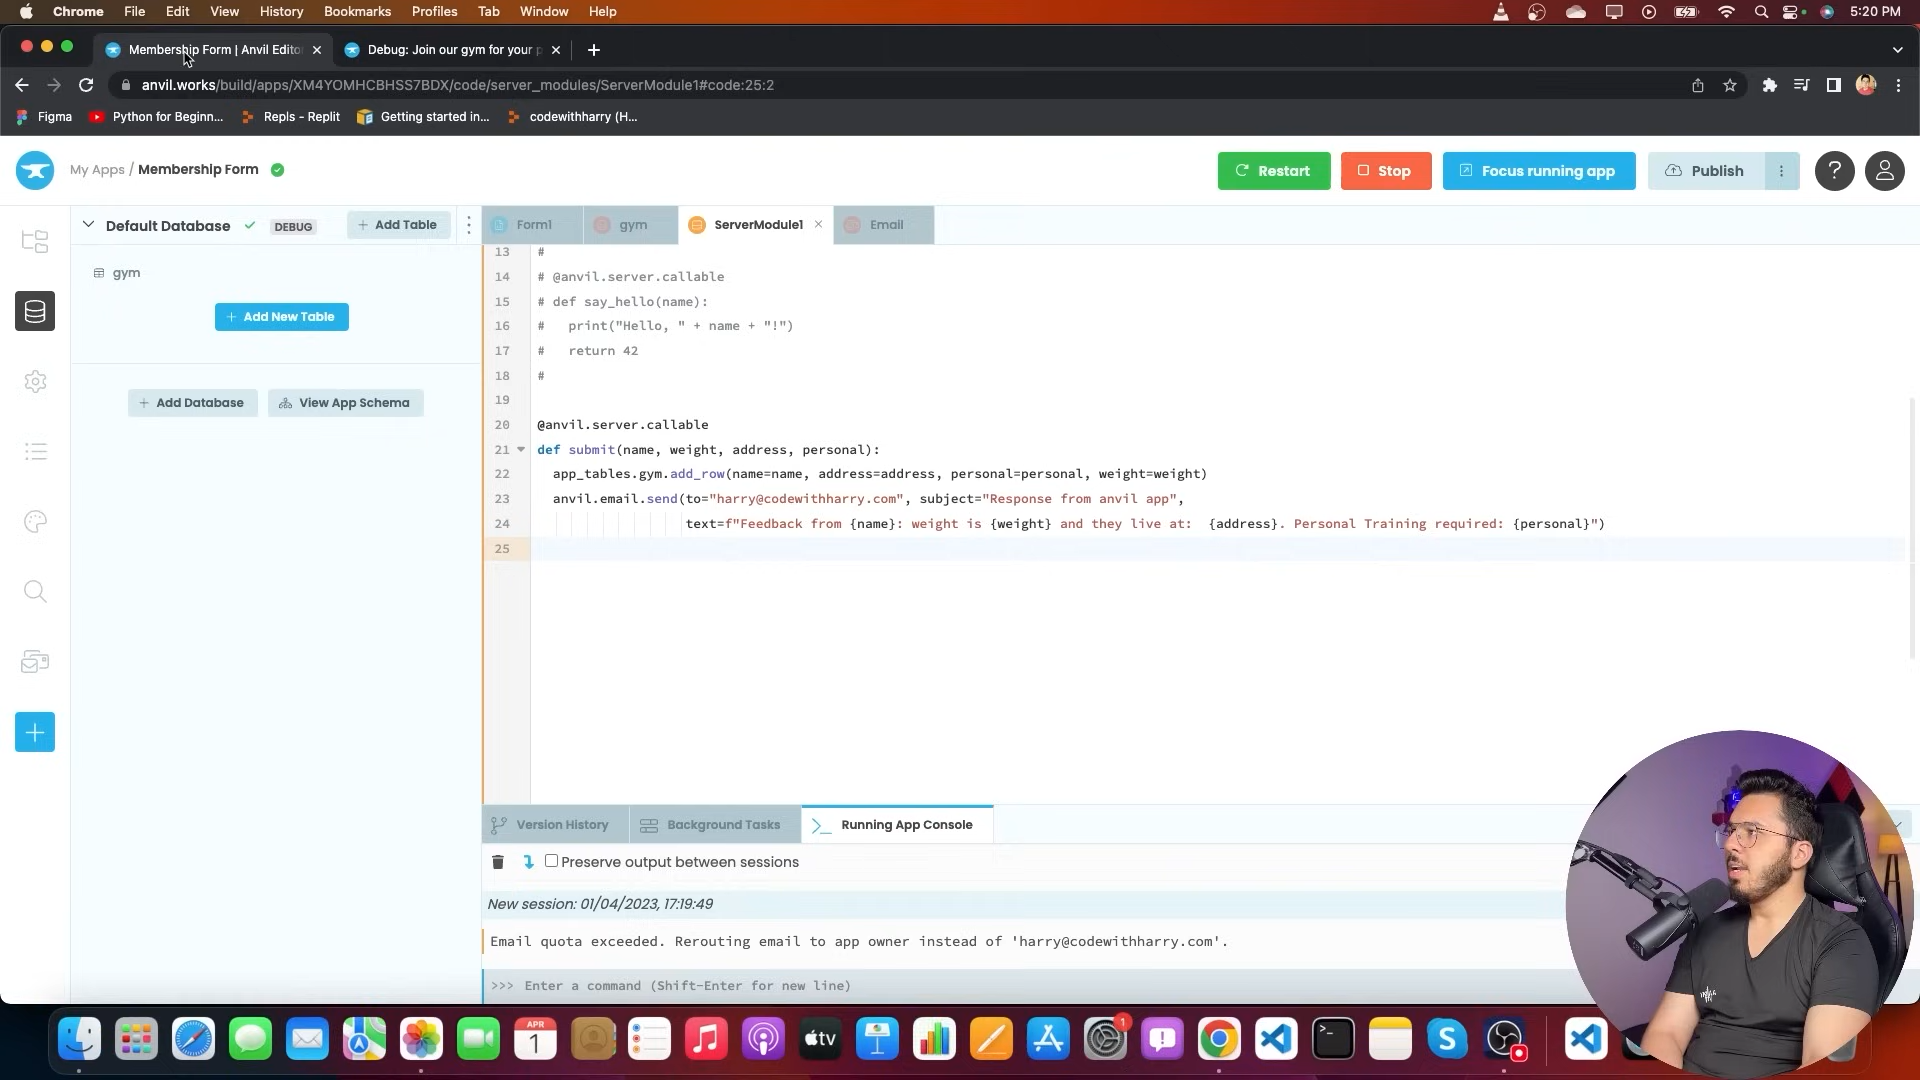 Chrome File Edit View History Bookmarks Profiles Tab Window Help 5:20 PM
Membership Form | Anvil Edito Debug: Join our gym for your p
anvil.works/build/apps/XM4YOMHCBHSS7BDX/code/server_modules/ServerModule1#code:25:2
Figma Python for Beginn... Repls - Replit Getting started in... codewithharry (H...
My Apps / Membership Form Restart Stop Focus running app Publish ?
Default Database DEBUG + Add Table Form1 gym ServerModule1 Email
gym
+ Add New Table
+ Add Database View App Schema
13 #
14 # @anvil.server.callable
15 # def say_hello(name):
16 #   print("Hello, " + name + "!")
17 #   return 42
18 #
19
20 @anvil.server.callable
21 def submit(name, weight, address, personal):
22   app_tables.gym.add_row(name=name, address=address, personal=personal, weight=weight)
23   anvil.email.send(to="harry@codewithharry.com", subject="Response from anvil app",
24                    text=f"Feedback from {name}: weight is {weight} and they live at:  {address}. Personal Training required: {personal}")
25
Version History Background Tasks >_ Running App Console
Preserve output between sessions
New session: 01/04/2023, 17:19:49
Email quota exceeded. Rerouting email to app owner instead of 'harry@codewithharry.com'.
>>> Enter a command (Shift-Enter for new line)
APR
1
tv
1